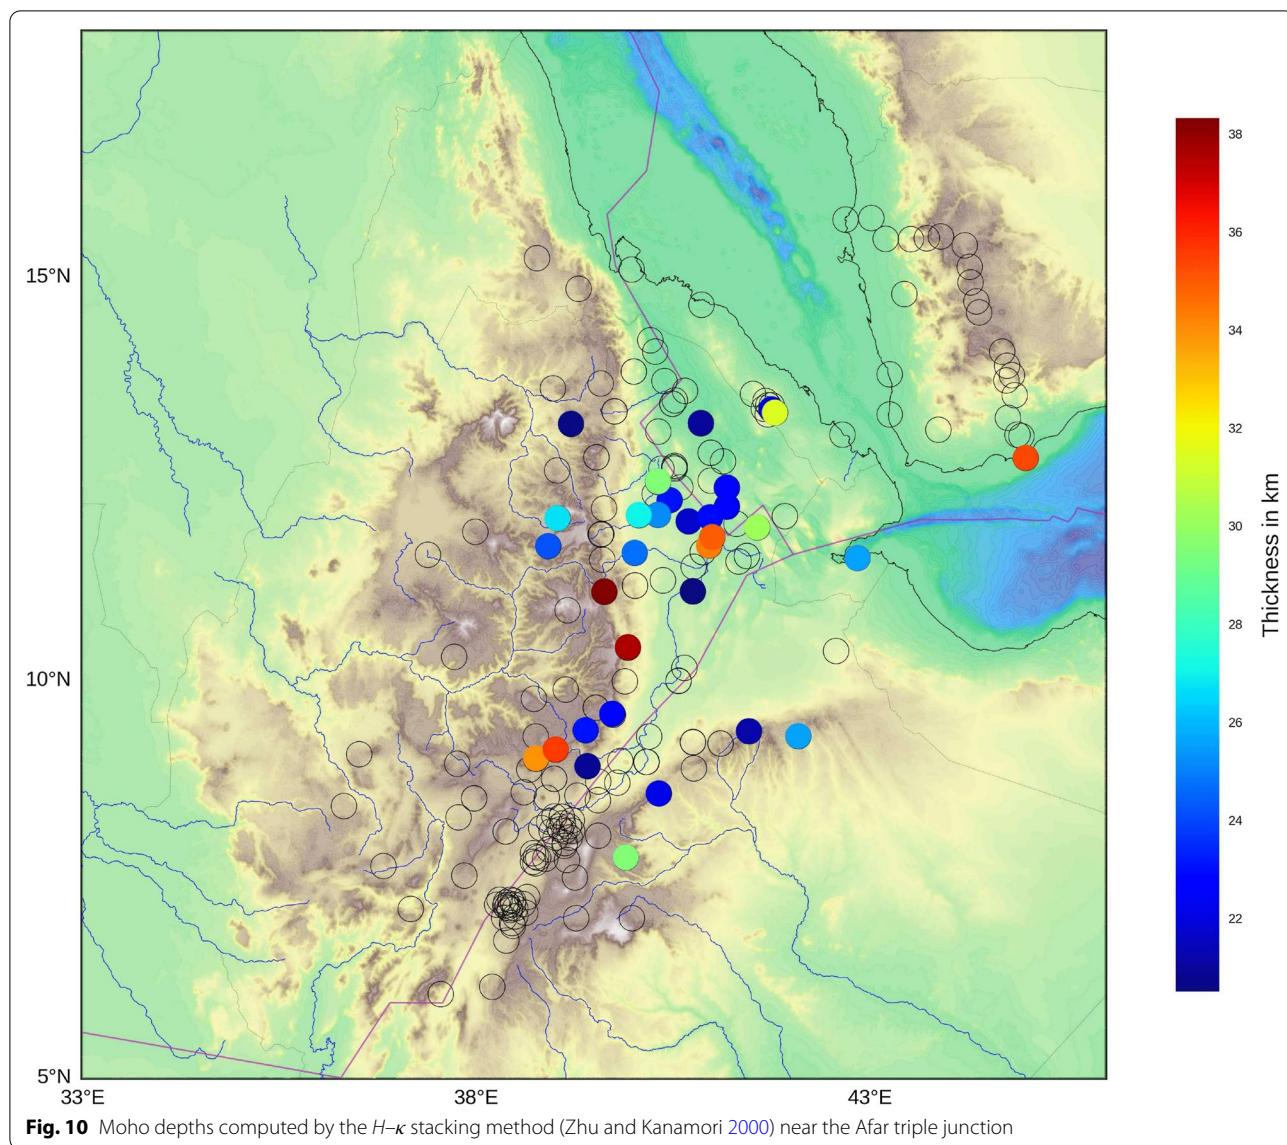 38
36
15°N
34
32
30
Thickness in km
28
10°N
26
24
22
5°N
33°E 38°E 43°E
Fig. 10 Moho depths computed by the H–κ stacking method (Zhu and Kanamori 2000) near the Afar triple junction